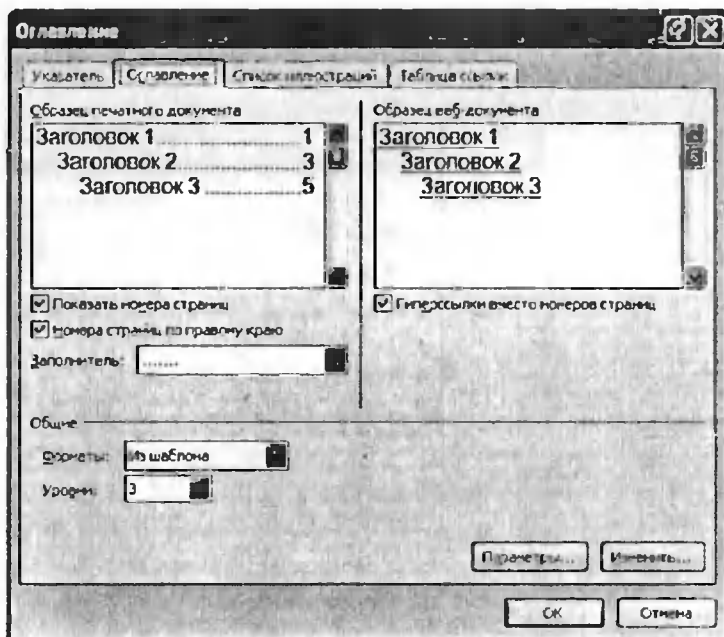 Оглавление
Указатель Оглавление Список иллюстраций Таблица ссылок
Образец печатного документа
Заголовок 1 1
Заголовок 2 3
Заголовок 3 5
Образец веб-документа
Заголовок 1
Заголовок 2
Заголовок 3
Показать номера страниц
Номера страниц по правому краю
Заполнитель: .......
Гиперссылки вместо номеров страниц
Общие
Форматы: Из шаблона
Уровни: 3
Параметры... Изменить...
ОК Отмена